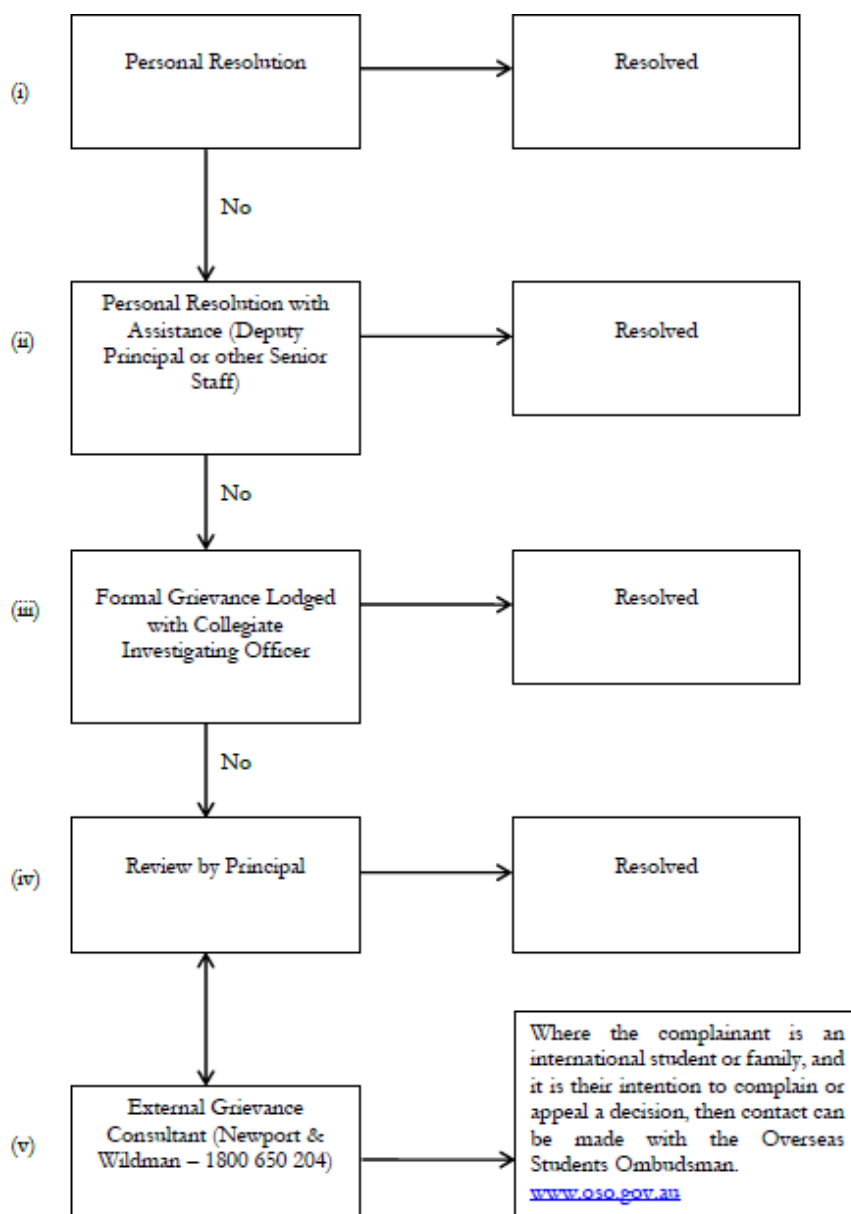 (i)
Personal Resolution
Resolved
No
(ii)
Personal Resolution with
Assistance (Deputy
Principal or other Senior
Staff)
Resolved
No
(iii)
Formal Grievance Lodged
with Collegiate
Investigating Officer
Resolved
No
(iv)
Review by Principal
Resolved
(v)
External Grievance
Consultant (Newport &
Wildman – 1800 650 204)
Where the complainant is an
international student or family, and
it is their intention to complain or
appeal a decision, then contact can
be made with the Overseas
Students Ombudsman.
www.oso.gov.au